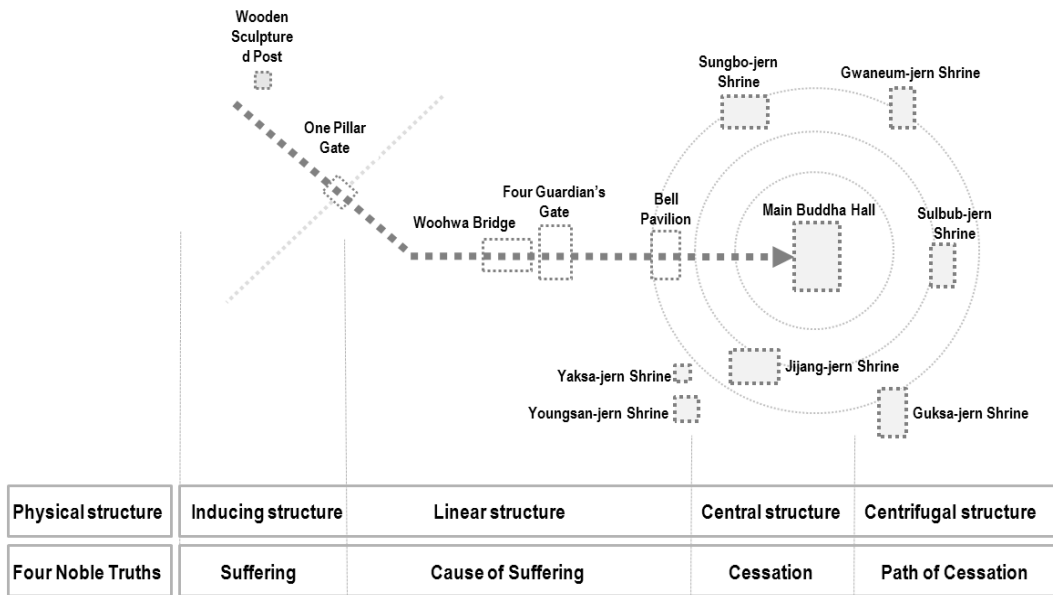 Wooden
Sculpture
d Post
Sungbo-jern
Shrine
Gwaneum-jern Shrine
One Pillar
Gate
Four Guardian's
Gate
Bell
Pavilion
Woohwa Bridge
Main Buddha Hall
Sulbub-jern
Shrine
Yaksa-jern Shrine
Jijang-jern Shrine
Youngsan-jern Shrine
Guksa-jern Shrine
Physical structure
Inducing structure
Linear structure
Central structure
Centrifugal structure
Four Noble Truths
Suffering
Cause of Suffering
Cessation
Path of Cessation